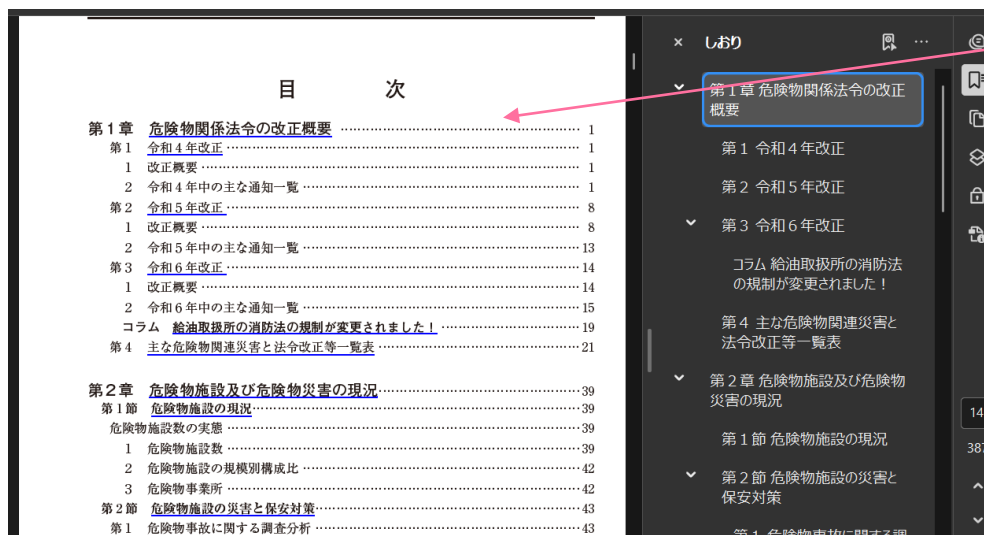 目　次
第１章　危険物関係法令の改正概要 …… 1
第1　令和４年改正 …… 1
1　改正概要 …… 1
2　令和４年中の主な通知一覧 …… 1
第2　令和５年改正 …… 8
1　改正概要 …… 8
2　令和５年中の主な通知一覧 …… 13
第3　令和６年改正 …… 14
1　改正概要 …… 14
2　令和６年中の主な通知一覧 …… 15
コラム　給油取扱所の消防法の規制が変更されました！ …… 19
第4　主な危険物関連災害と法令改正等一覧表 …… 21
第２章　危険物施設及び危険物災害の現況 …… 39
第1節　危険物施設の現況 …… 39
危険物施設数の実態 …… 39
1　危険物施設数 …… 39
2　危険物施設の規模別構成比 …… 42
3　危険物事業所 …… 42
第2節　危険物施設の災害と保安対策 …… 43
第1　危険物事故に関する調査分析 …… 43
× しおり …
第１章 危険物関係法令の改正
概要
第１ 令和４年改正
第２ 令和５年改正
第３ 令和６年改正
コラム 給油取扱所の消防法
の規制が変更されました！
第４ 主な危険物関連災害と
法令改正等一覧表
第２章 危険物施設及び危険物
災害の現況
第１節 危険物施設の現況
第２節 危険物施設の災害と
保安対策
第１ 危険物事故に関する調
14
387